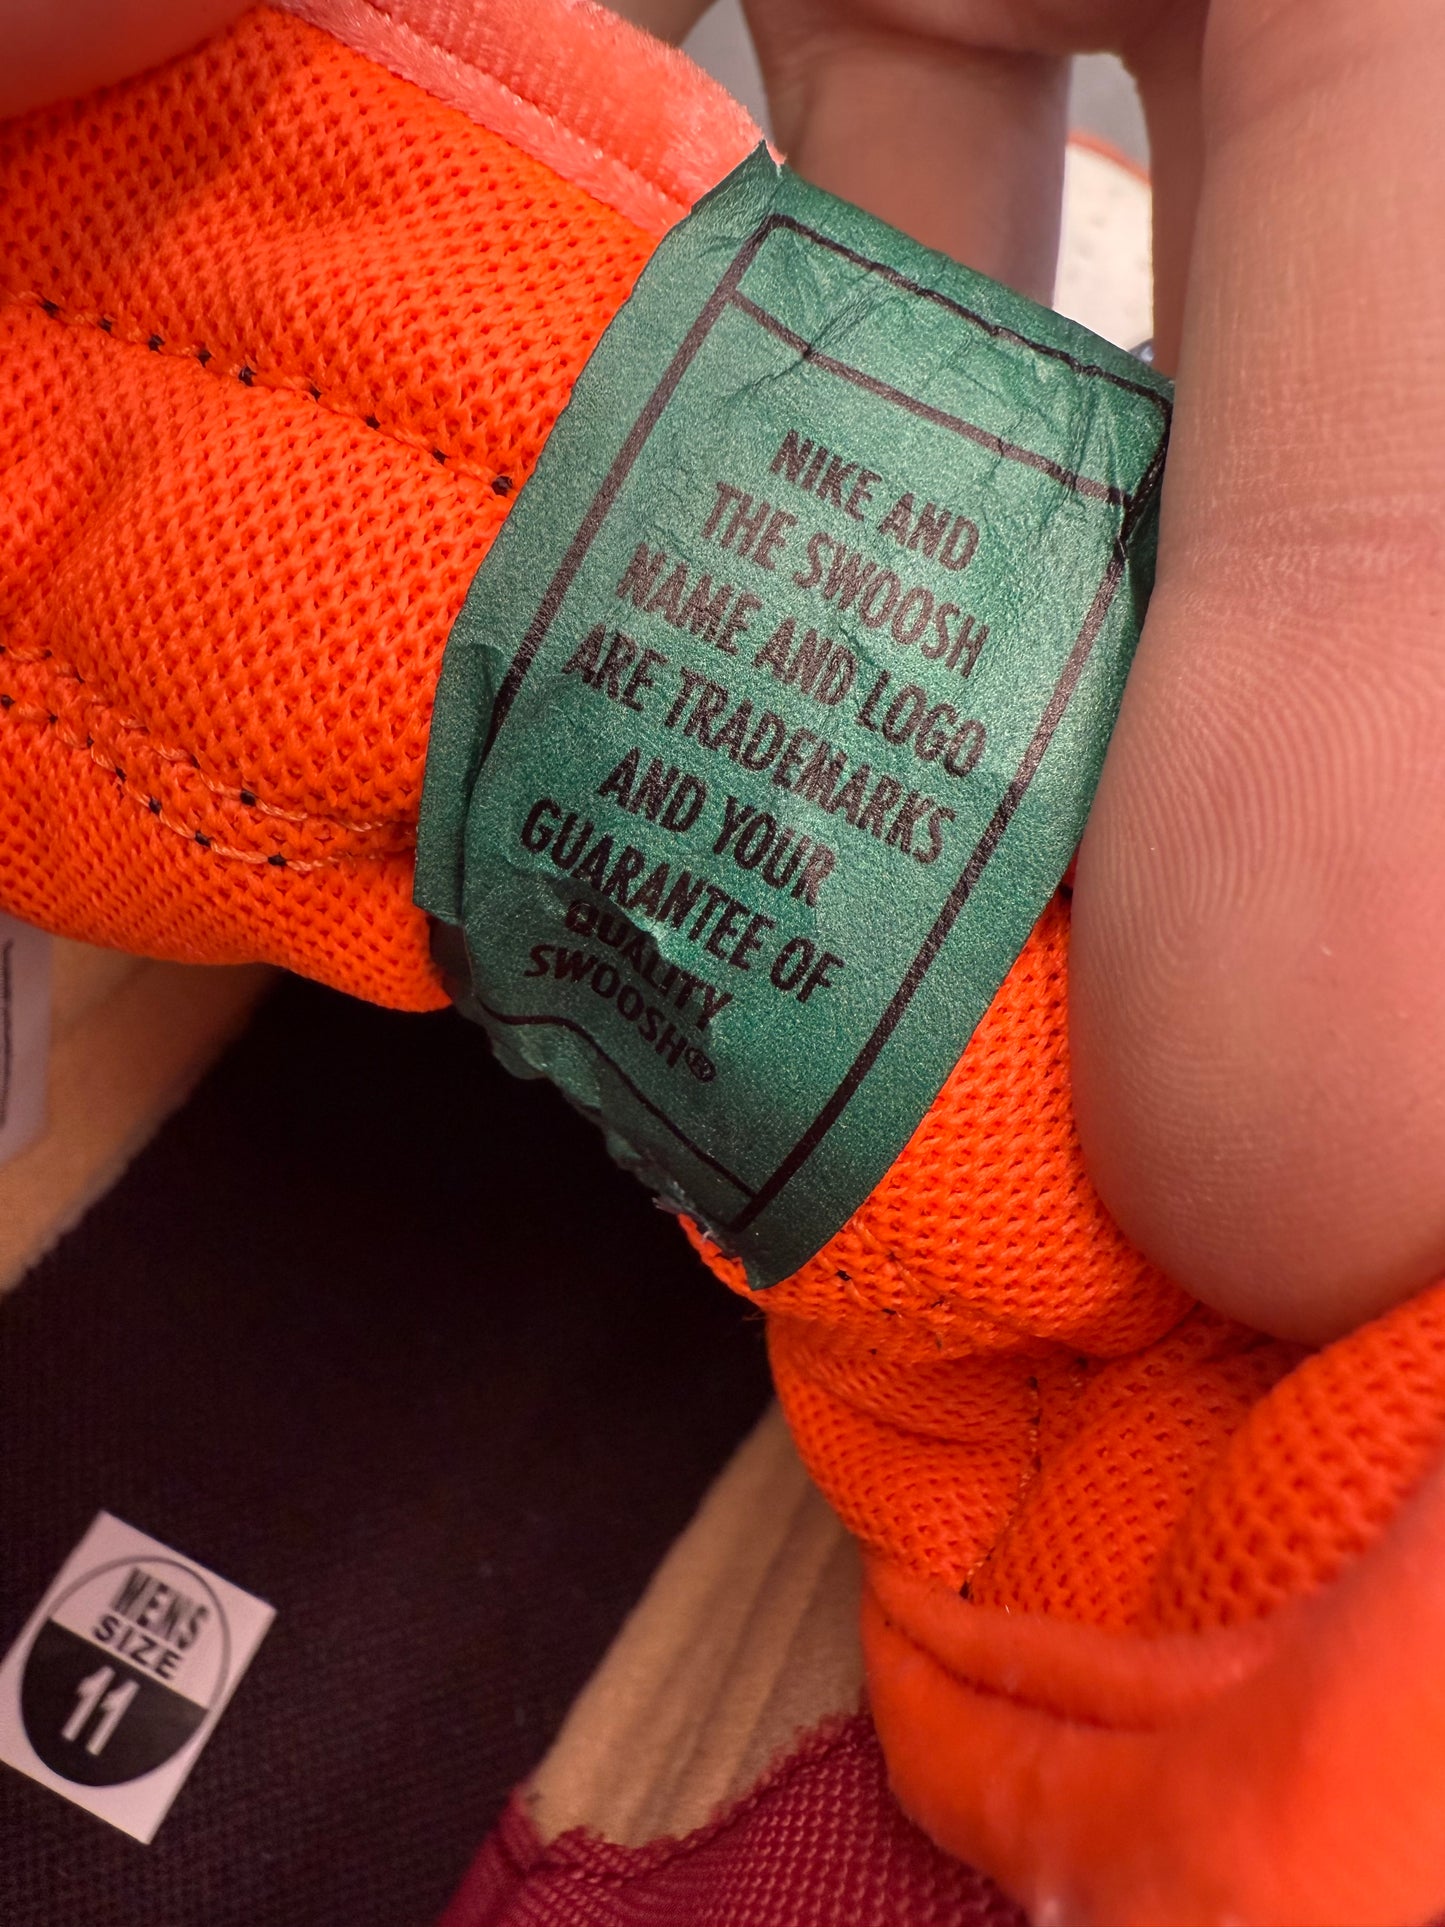 NIKE AND
THE SWOOSH
NAME AND LOGO
ARE TRADEMARKS
AND YOUR
GUARANTEE OF
QUALITY
SWOOSH®
MENS
SIZE
11